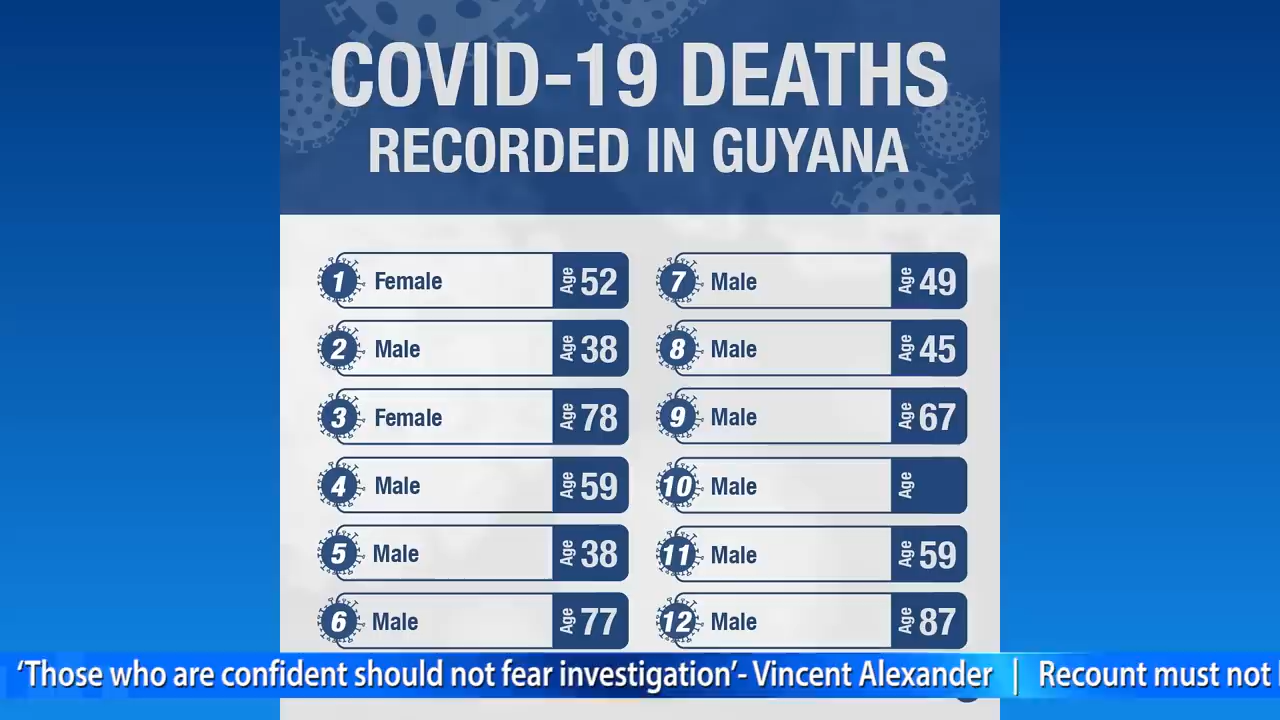 COVID-19 DEATHS
RECORDED IN GUYANA
1 Female Age 52
2 Male Age 38
3 Female Age 78
4 Male Age 59
5 Male Age 38
6 Male Age 77
7 Male Age 49
8 Male Age 45
9 Male Age 67
10 Male Age
11 Male Age 59
12 Male Age 87
‘Those who are confident should not fear investigation’- Vincent Alexander | Recount must not